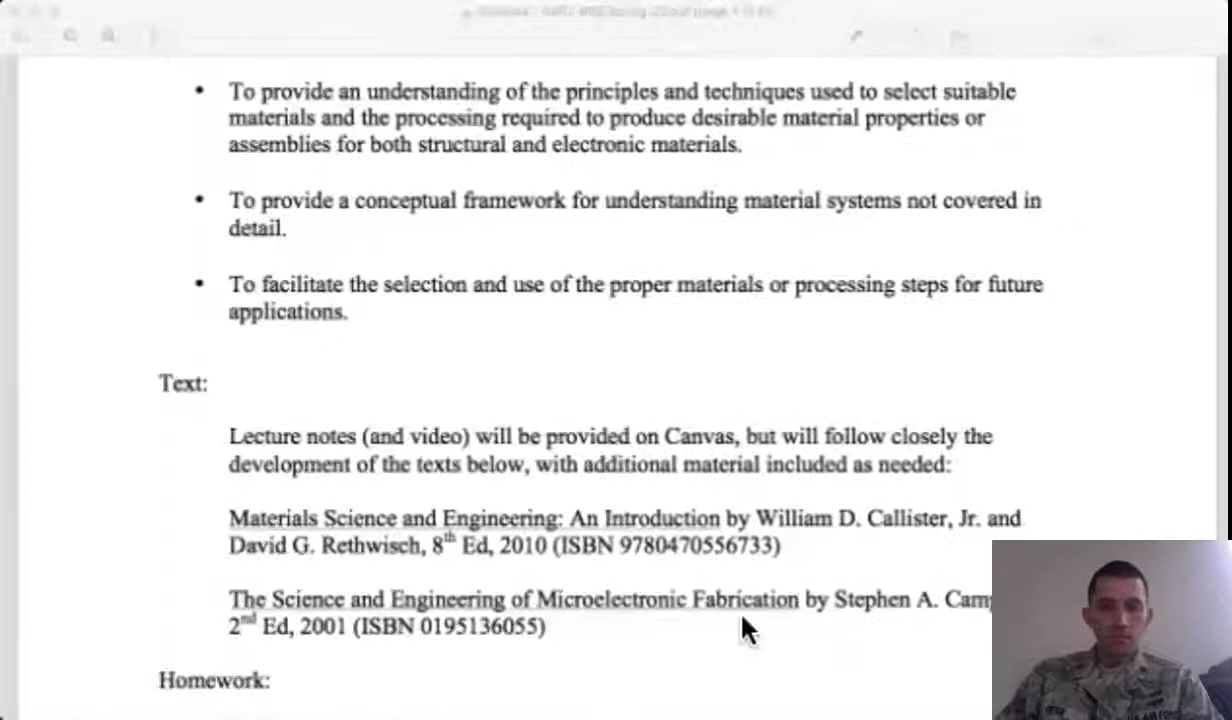 • To provide an understanding of the principles and techniques used to select suitable
materials and the processing required to produce desirable material properties or
assemblies for both structural and electronic materials.
• To provide a conceptual framework for understanding material systems not covered in
detail.
• To facilitate the selection and use of the proper materials or processing steps for future
applications.
Text:
Lecture notes (and video) will be provided on Canvas, but will follow closely the
development of the texts below, with additional material included as needed:
Materials Science and Engineering: An Introduction by William D. Callister, Jr. and
David G. Rethwisch, 8th Ed, 2010 (ISBN 9780470556733)
The Science and Engineering of Microelectronic Fabrication by Stephen A.
2nd Ed, 2001 (ISBN 0195136055)
Homework: